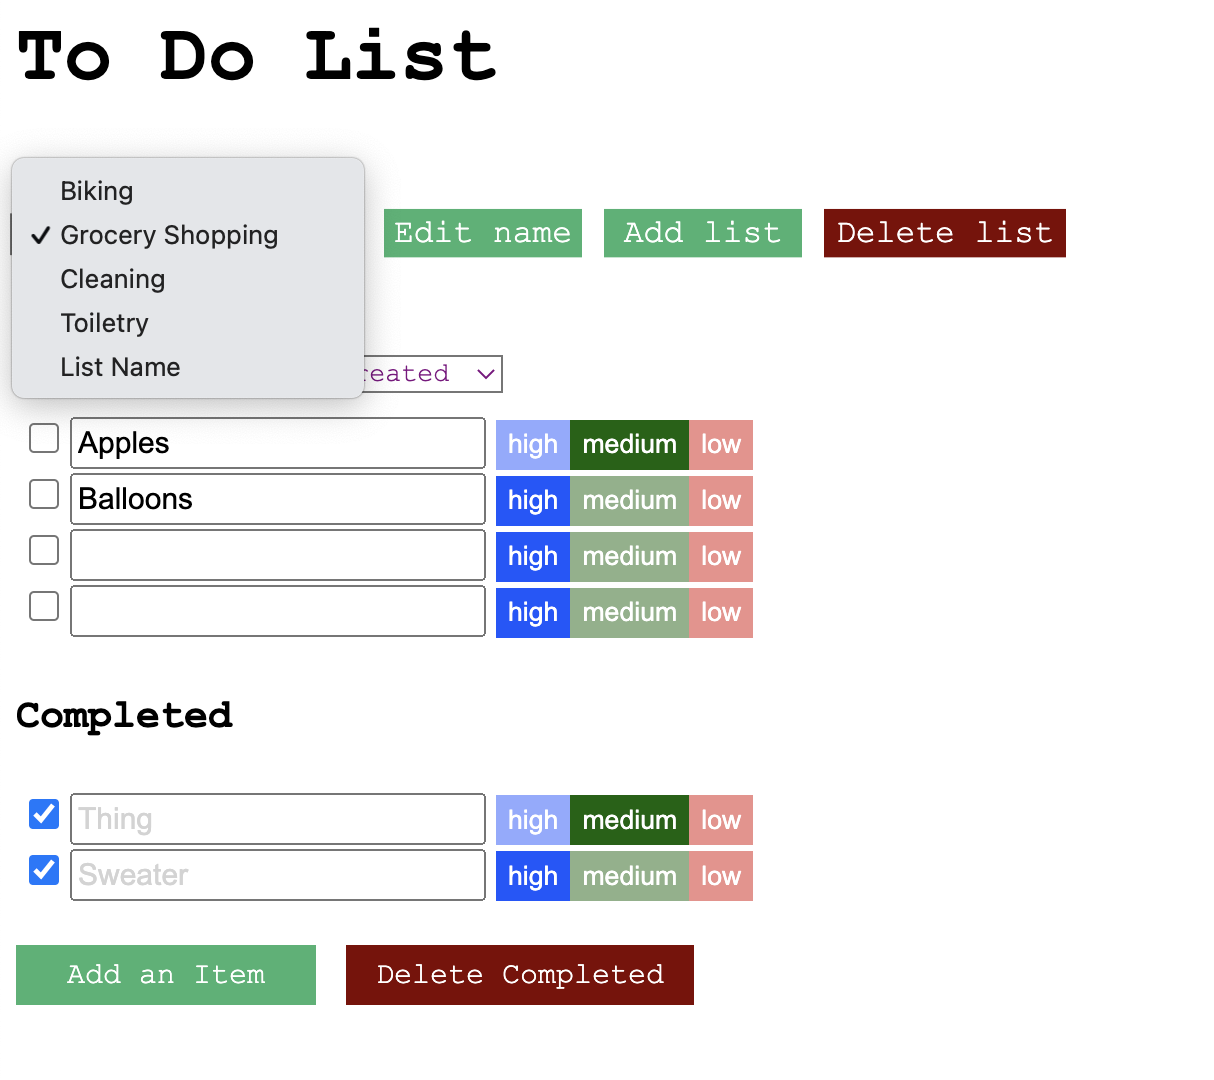 To Do List
Biking
Grocery Shopping
Cleaning
Toiletry
List Name
Edit name Add list Delete list
reated
Apples high medium low
Balloons high medium low
high medium low
high medium low
Completed
Thing high medium low
Sweater high medium low
Add an Item Delete Completed